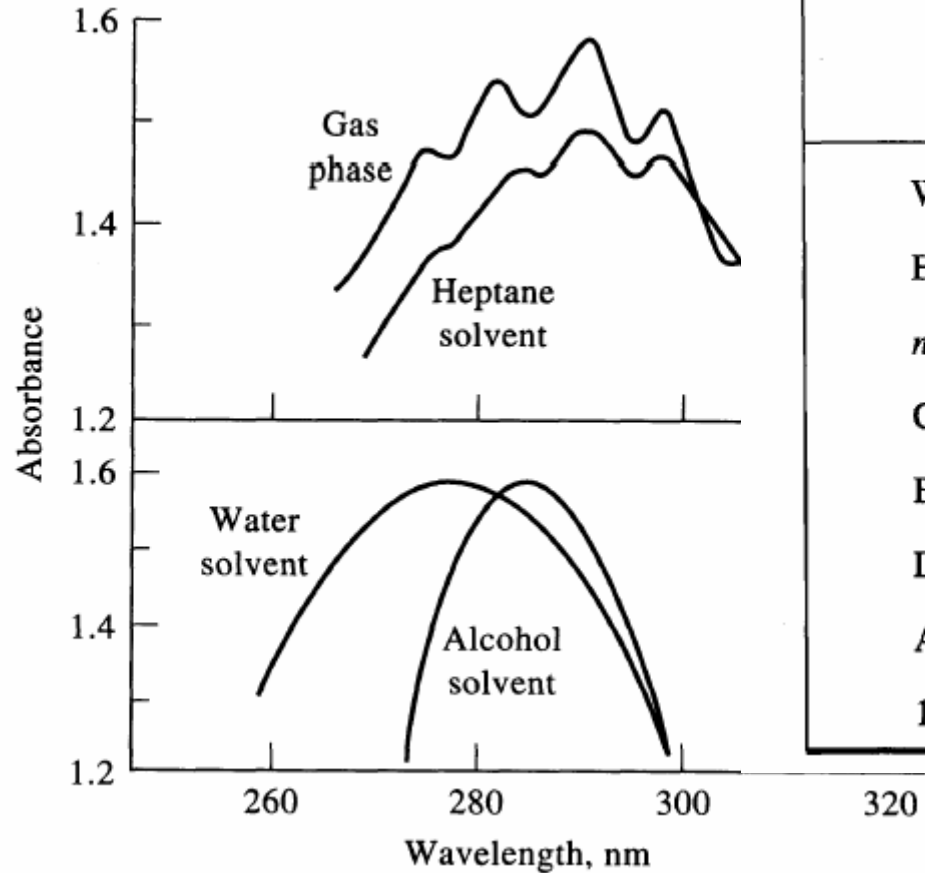 1.6
Gas
phase
1.4
Heptane
solvent
1.2
Absorbance
1.6
Water
solvent
1.4
Alcohol
solvent
1.2
260
280
300
320
Wavelength, nm